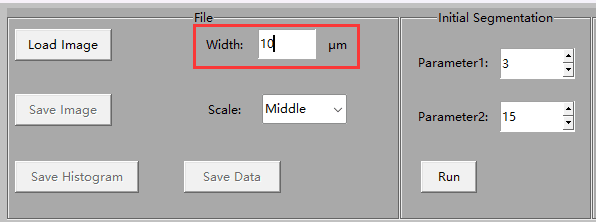 File
Load Image
Width: 10 μm
Save Image
Scale: Middle
Save Histogram
Save Data
Initial Segmentation
Parameter1: 3
Parameter2: 15
Run